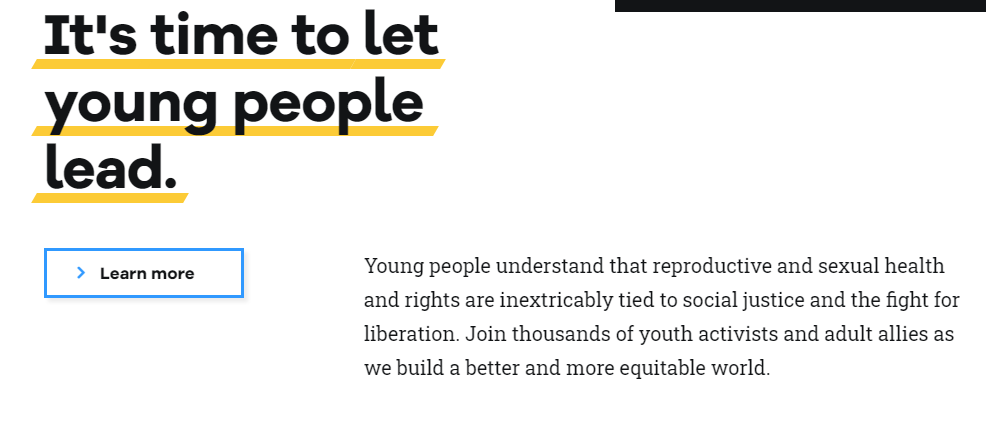 It's time to let
young people
lead.
Learn more
Young people understand that reproductive and sexual health
and rights are inextricably tied to social justice and the fight for
liberation. Join thousands of youth activists and adult allies as
we build a better and more equitable world.